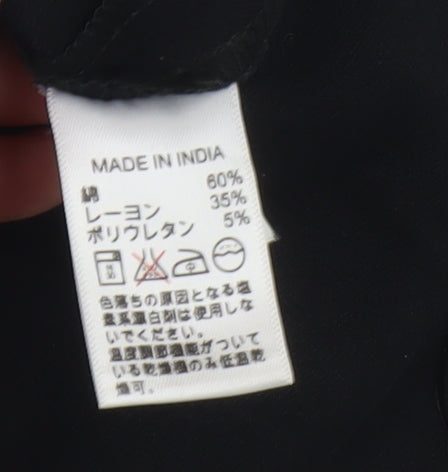 MADE IN INDIA
綿 60%
レーヨン 35%
ポリウレタン 5%
色落ちの原因となる塩
素系漂白剤は使用しな
いでください。
温度調節機能がついて
いる乾燥機のみ低温乾
燥可。